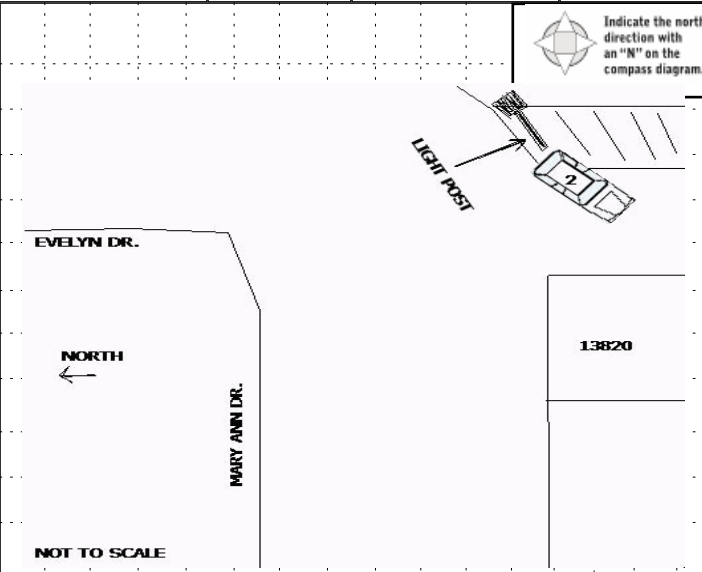 Indicate the north
direction with
an “N” on the
compass diagram.
LIGHT POST
2
EVELYN DR.
13820
NORTH
MARY ANN DR.
NOT TO SCALE